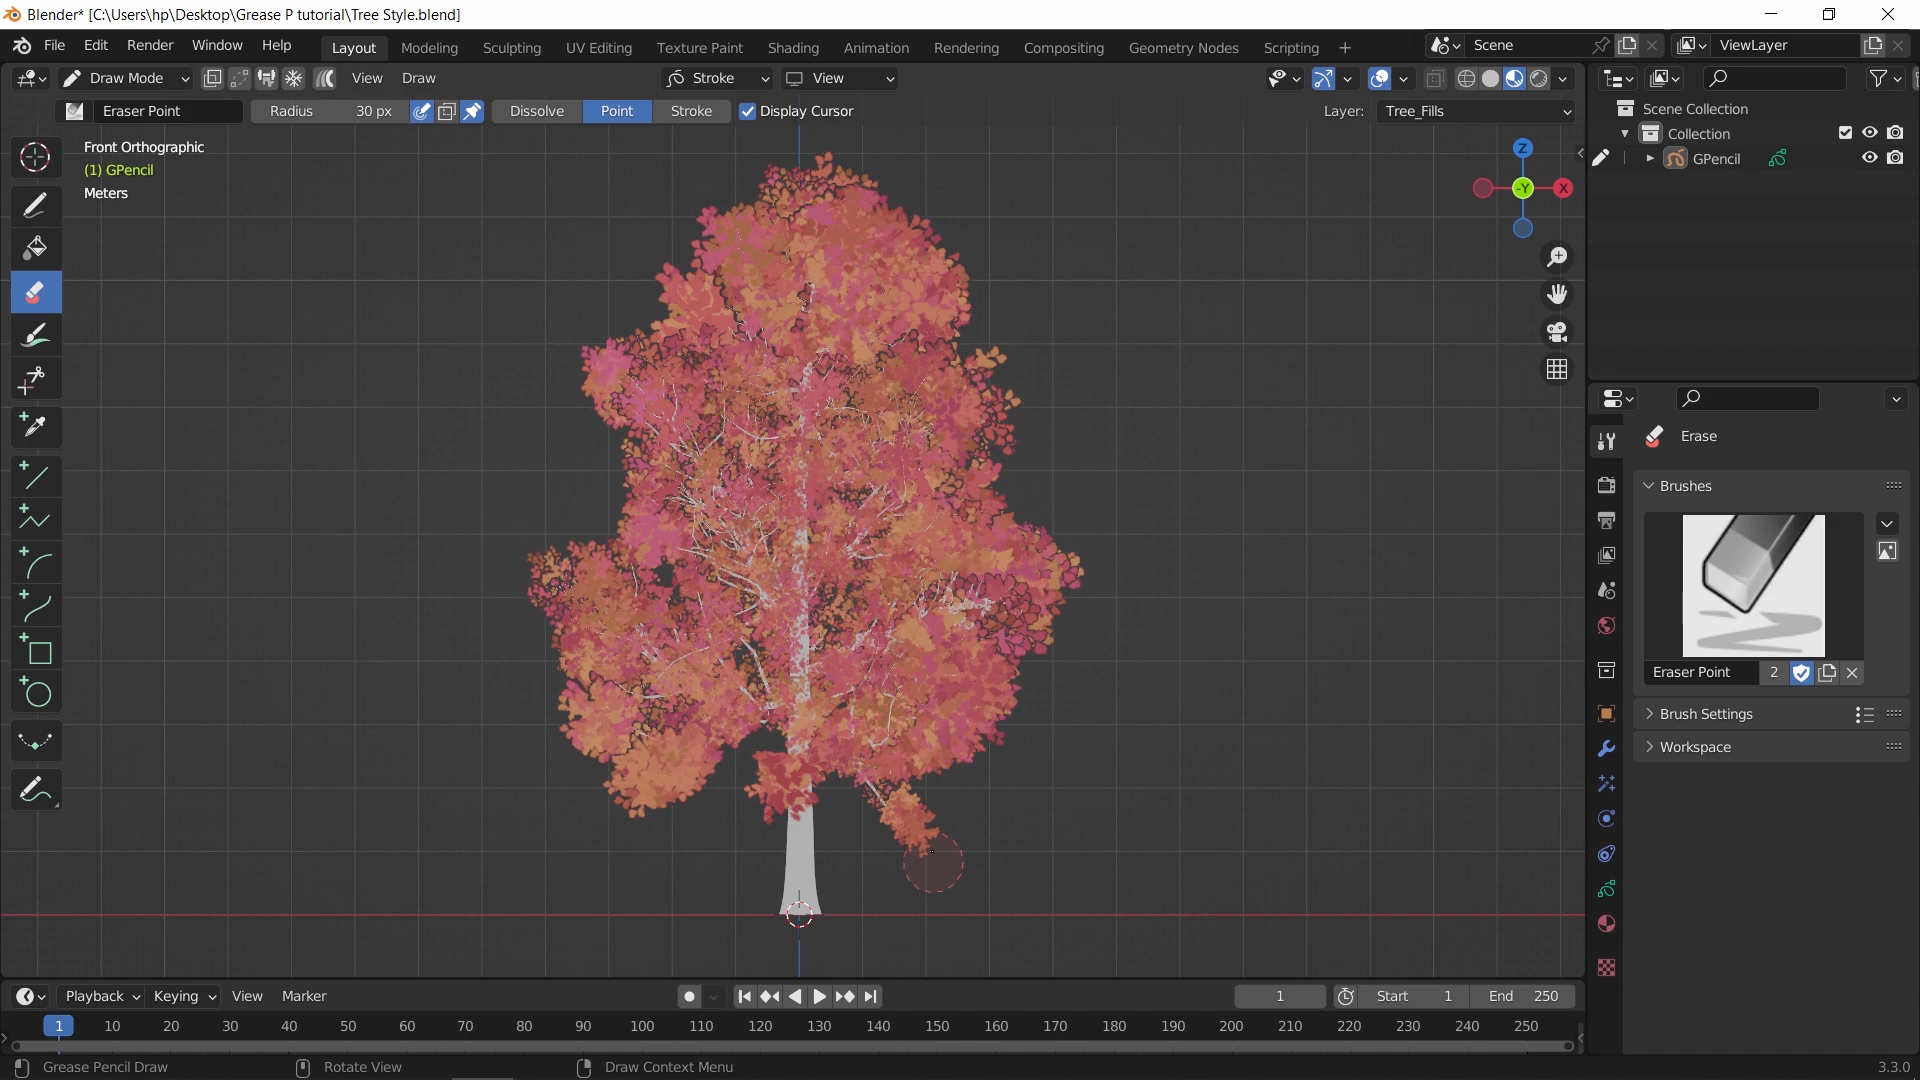 Blender* [C:\Users\hp\Desktop\Grease P tutorial\Tree Style.blend]
File Edit Render Window Help Layout Modeling Sculpting UV Editing Texture Paint Shading Animation Rendering Compositing Geometry Nodes Scripting + Scene ViewLayer
Draw Mode View Draw Stroke View
Eraser Point Radius 30 px Dissolve Point Stroke Display Cursor Layer: Tree_Fills
Front Orthographic
(1) GPencil
Meters
Z
-Y
X
Scene Collection
Collection
GPencil
Erase
Brushes
Eraser Point 2
Brush Settings
Workspace
Playback Keying View Marker 1 Start 1 End 250
1 10 20 30 40 50 60 70 80 90 100 110 120 130 140 150 160 170 180 190 200 210 220 230 240 250
Grease Pencil Draw Rotate View Draw Context Menu 3.3.0